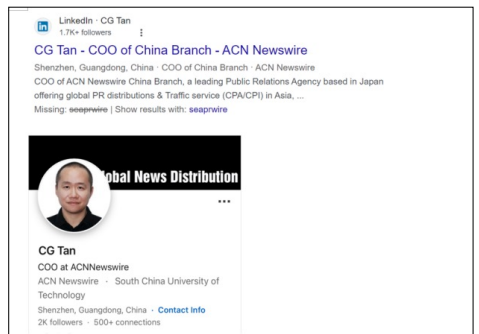 in
LinkedIn · CG Tan
1.7K+ followers
CG Tan - COO of China Branch - ACN Newswire
Shenzhen, Guangdong, China · COO of China Branch · ACN Newswire
COO of ACN Newswire China Branch, a leading Public Relations Agency based in Japan
offering global PR distributions & Traffic service (CPA/CPI) in Asia, ...
Missing: seaprwire | Show results with: seaprwire
obal News Distribution
CG Tan
COO at ACNNewswire
ACN Newswire · South China University of
Technology
Shenzhen, Guangdong, China · Contact Info
2K followers · 500+ connections